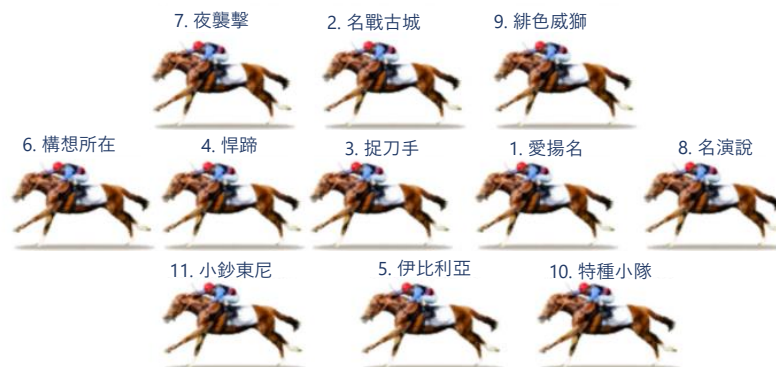 7. 夜襲擊
2. 名戰古城
9. 緋色威獅
6. 構想所在
4. 悍蹄
3. 捉刀手
1. 愛揚名
8. 名演說
11. 小鈔東尼
5. 伊比利亞
10. 特種小隊